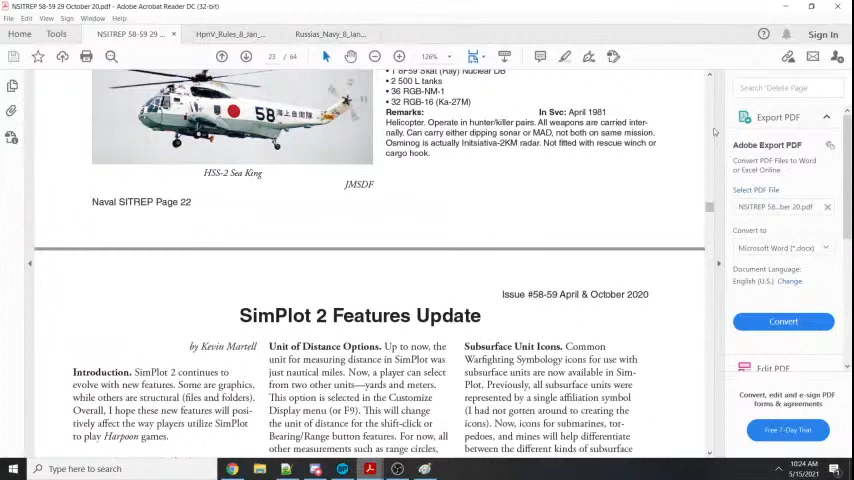 NSITREP 58-59 29 October 20.pdf - Adobe Acrobat Reader DC (32-bit)
File Edit View Sign Window Help
Home Tools NSITREP 58-59 29 ... × HpnV_Rules_8_Jan_... Russias_Navy_8_Jan... Sign In
23 / 64 126%
58 海上自衛隊
HSS-2 Sea King
JMSDF
Naval SITREP Page 22
• 1 8F59 Skat (Ray) Nuclear DB
• 2 500 L tanks
• 36 RGB-NM-1
• 32 RGB-16 (Ka-27M)
Remarks: In Svc: April 1981
Helicopter. Operate in hunter/killer pairs. All weapons are carried inter-
nally. Can carry either dipping sonar or MAD, not both on same mission.
Osminog is actually Initsiativa-2KM radar. Not fitted with rescue winch or
cargo hook.
Issue #58-59 April & October 2020
SimPlot 2 Features Update
by Kevin Martell
Introduction. SimPlot 2 continues to
evolve with new features. Some are graphics,
while others are structural (files and folders).
Overall, I hope these new features will posi-
tively affect the way players utilize SimPlot
to play Harpoon games.
Unit of Distance Options. Up to now, the
unit for measuring distance in SimPlot was
just nautical miles. Now, a player can select
from two other units—yards and meters.
This option is selected in the Customize
Display menu (or F9). This will change
the unit of distance for the shift-click or
Bearing/Range button features. For now, all
other measurements such as range circles,
Subsurface Unit Icons. Common
Warfighting Symbology icons for use with
subsurface units are now available in Sim-
Plot. Previously, all subsurface units were
represented by a single affiliation symbol
(I had not gotten around to creating the
icons). Now, icons for submarines, tor-
pedoes, and mines will help differentiate
between the different kinds of subsurface
Search 'Delete Page'
Export PDF
Adobe Export PDF
Convert PDF Files to Word
or Excel Online
Select PDF File
NSITREP 58...ber 20.pdf ×
Convert to
Microsoft Word (*.docx)
Document Language:
English (U.S.) Change
Convert
Edit PDF
Convert, edit and e-sign PDF
forms & agreements
Free 7-Day Trial
Type here to search
10:24 AM
5/15/2021